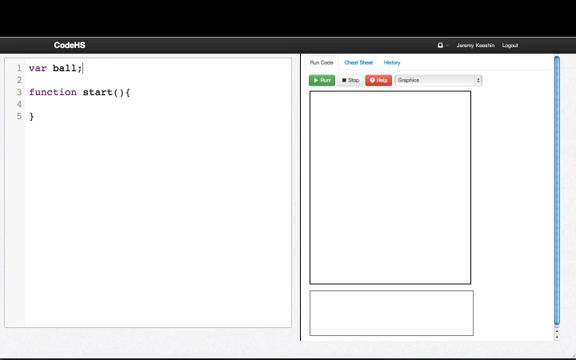 CodeHS
Jeremy Keeshin Logout
1 var ball;
2
3 function start(){
4
5 }
Run Code Cheat Sheet History
Run! Stop Help Graphics